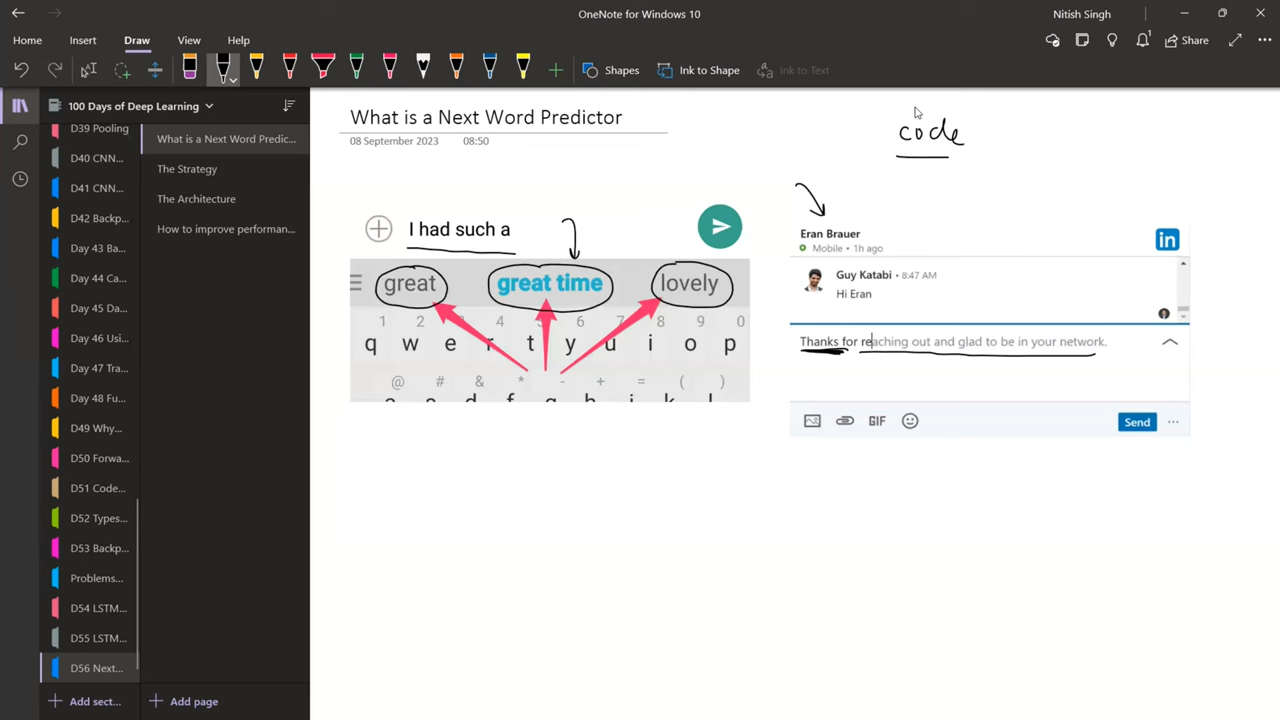 OneNote for Windows 10
Nitish Singh
Home
Insert
Draw
View
Help
1
Share
Shapes
Ink to Shape
Ink to Text
100 Days of Deep Learning
D39 Pooling
D40 CNN...
D41 CNN...
D42 Backp...
Day 43 Ba...
Day 44 Ca...
Day 45 Da...
Day 46 Usi...
Day 47 Tra...
Day 48 Fu...
D49 Why...
D50 Forwa...
D51 Code...
D52 Types...
D53 Backp...
Problems...
D54 LSTM...
D55 LSTM...
D56 Next...
Add sect...
What is a Next Word Predic...
The Strategy
The Architecture
How to improve performan...
Add page
What is a Next Word Predictor
08 September 2023 08:50
code
I had such a
great great time lovely
1 2 3 4 5 6 7 8 9 0
q w e r t y u i o p
@ # & * - + = ( )
Eran Brauer
Mobile • 1h ago
in
Guy Katabi • 8:47 AM
Hi Eran
Thanks for reaching out and glad to be in your network.
GIF
Send